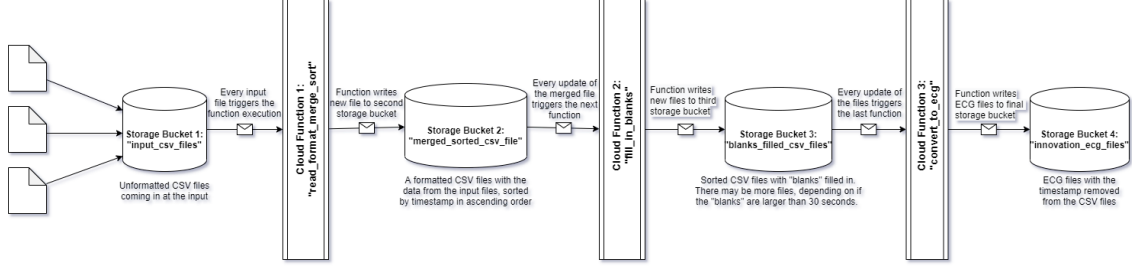 Storage Bucket 1:
"input_csv_files"
Unformatted CSV files
coming in at the input
Every input
file triggers the
function execution
Cloud Function 1:
"read_format_merge_sort"
Function writes
new file to second
storage bucket
Storage Bucket 2:
"merged_sorted_csv_file"
A formatted CSV files with the
data from the input files, sorted
by timestamp in ascending order
Every update of
the merged file
triggers the next
function
Cloud Function 2:
"fill_in_blanks"
Function writes
new files to third
storage bucket
Storage Bucket 3:
"blanks_filled_csv_files"
Sorted CSV files with "blanks" filled in.
There may be more files, depending on if
the "blanks" are larger than 30 seconds.
Every update of
the files triggers
the last function
Cloud Function 3:
"convert_to_ecg"
Function writes
ECG files to final
storage bucket
Storage Bucket 4:
"innovation_ecg_files"
ECG files with the
timestamp removed
from the CSV files